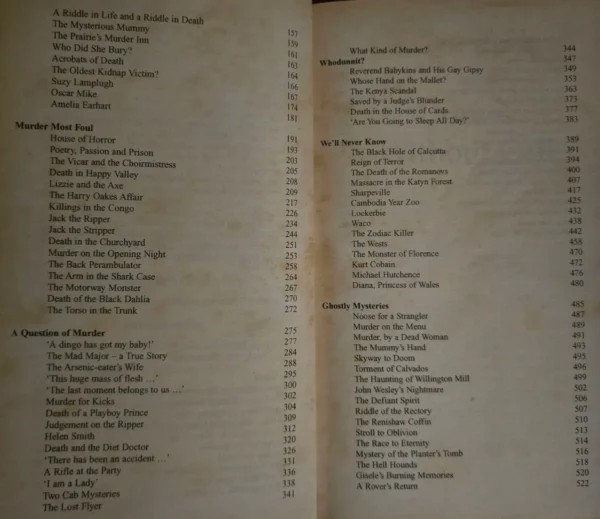 A Riddle in Life and a Riddle in Death 157
The Mysterious Mummy 159
The Prairie's Murder Inn 161
Who Did She Bury? 163
Acrobats of Death 164
The Oldest Kidnap Victim? 166
Suzy Lamplugh 167
Oscar Mike 174
Amelia Earhart 181
Murder Most Foul 191
House of Horror 193
Poetry, Passion and Prison 203
The Vicar and the Choirmistress 205
Death in Happy Valley 208
Lizzie and the Axe 209
The Harry Oakes Affair 217
Killings in the Congo 226
Jack the Ripper 234
Jack the Stripper 244
Death in the Churchyard 251
Murder on the Opening Night 253
The Back Perambulator 258
The Arm in the Shark Case 264
The Motorway Monster 267
Death of the Black Dahlia 270
The Torso in the Trunk 272
A Question of Murder 275
'A dingo has got my baby!' 277
The Mad Major – a True Story 284
The Arsenic-eater's Wife 288
'This huge mass of flesh ...' 295
'The last moment belongs to us ...' 300
Murder for Kicks 302
Death of a Playboy Prince 304
Judgement on the Ripper 309
Helen Smith 312
Death and the Diet Doctor 320
'There has been an accident ...' 326
A Rifle at the Party 331
'I am a Lady' 336
Two Cab Mysteries 338
The Lost Flyer 341
What Kind of Murder? 344
Whodunnit? 347
Reverend Babykins and His Gay Gipsy 349
Whose Hand on the Mallet? 353
The Kenya Scandal 363
Saved by a Judge's Blunder 373
Death in the House of Cards 377
'Are You Going to Sleep All Day?' 383
We'll Never Know 389
The Black Hole of Calcutta 391
Reign of Terror 394
The Death of the Romanovs 400
Massacre in the Katyn Forest 407
Sharpeville 417
Cambodia Year Zoo 425
Lockerbie 432
Waco 438
The Zodiac Killer 442
The Wests 458
The Monster of Florence 470
Kurt Cobain 472
Michael Hutchence 476
Diana, Princess of Wales 480
Ghostly Mysteries 485
Noose for a Strangler 487
Murder on the Menu 489
Murder, by a Dead Woman 491
The Mummy's Hand 493
Skyway to Doom 495
Torment of Calvados 496
The Haunting of Willington Mill 499
John Wesley's Nightmare 502
The Defiant Spirit 506
Riddle of the Rectory 507
The Renishaw Coffin 510
Stroll to Oblivion 513
The Race to Eternity 514
Mystery of the Planter's Tomb 516
The Hell Hounds 518
Gisele's Burning Memories 520
A Rover's Return 522